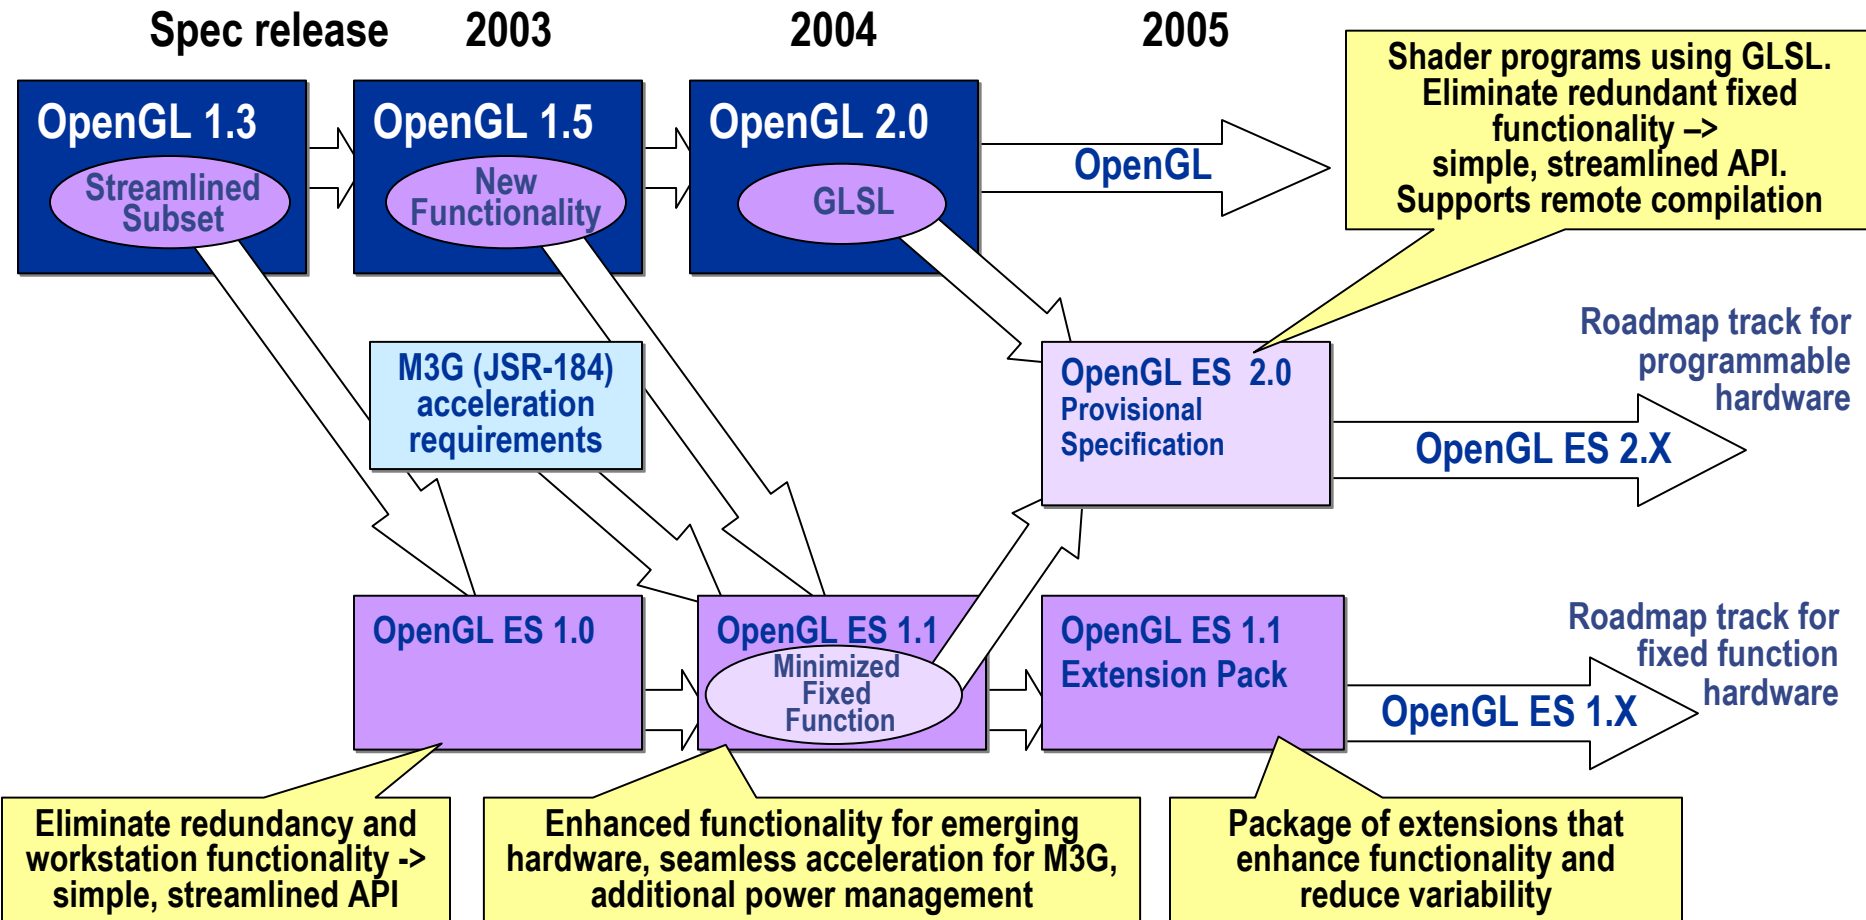 Spec release 2003 2004 2005
OpenGL 1.3
Streamlined
Subset
OpenGL 1.5
New
Functionality
OpenGL 2.0
GLSL
OpenGL
Shader programs using GLSL.
Eliminate redundant fixed
functionality –>
simple, streamlined API.
Supports remote compilation
M3G (JSR-184)
acceleration
requirements
OpenGL ES 2.0
Provisional
Specification
Roadmap track for
programmable
hardware
OpenGL ES 2.X
OpenGL ES 1.0
OpenGL ES 1.1
Minimized
Fixed
Function
OpenGL ES 1.1
Extension Pack
Roadmap track for
fixed function
hardware
OpenGL ES 1.X
Eliminate redundancy and
workstation functionality ->
simple, streamlined API
Enhanced functionality for emerging
hardware, seamless acceleration for M3G,
additional power management
Package of extensions that
enhance functionality and
reduce variability